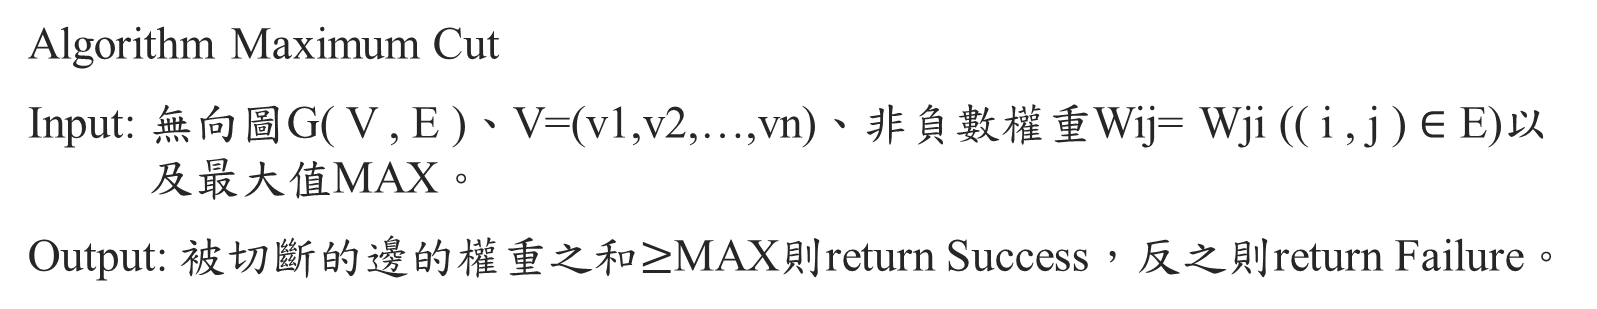 Algorithm Maximum Cut
Input: 無向圖G( V , E )、V=(v1,v2,…,vn)、非負數權重Wij= Wji (( i , j ) ∈ E)以
及最大值MAX。
Output: 被切斷的邊的權重之和≥MAX則return Success，反之則return Failure。